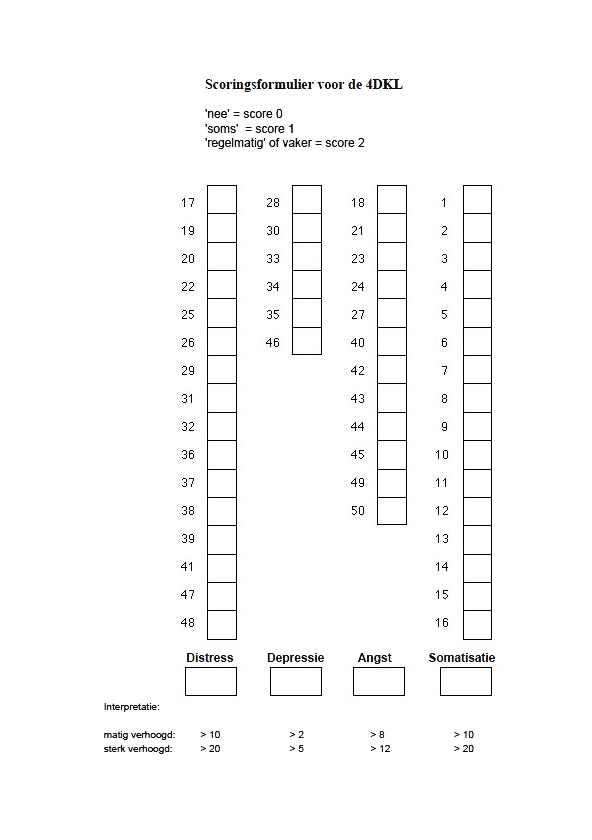 Scoringsformulier voor de 4DKL
'nee' = score 0
'soms' = score 1
'regelmatig' of vaker = score 2
17 28 18 1
19 30 21 2
20 33 23 3
22 34 24 4
25 35 27 5
26 46 40 6
29 42 7
31 43 8
32 44 9
36 45 10
37 49 11
38 50 12
39 13
41 14
47 15
48 16
Distress Depressie Angst Somatisatie
Interpretatie:
matig verhoogd: > 10 > 2 > 8 > 10
sterk verhoogd: > 20 > 5 > 12 > 20